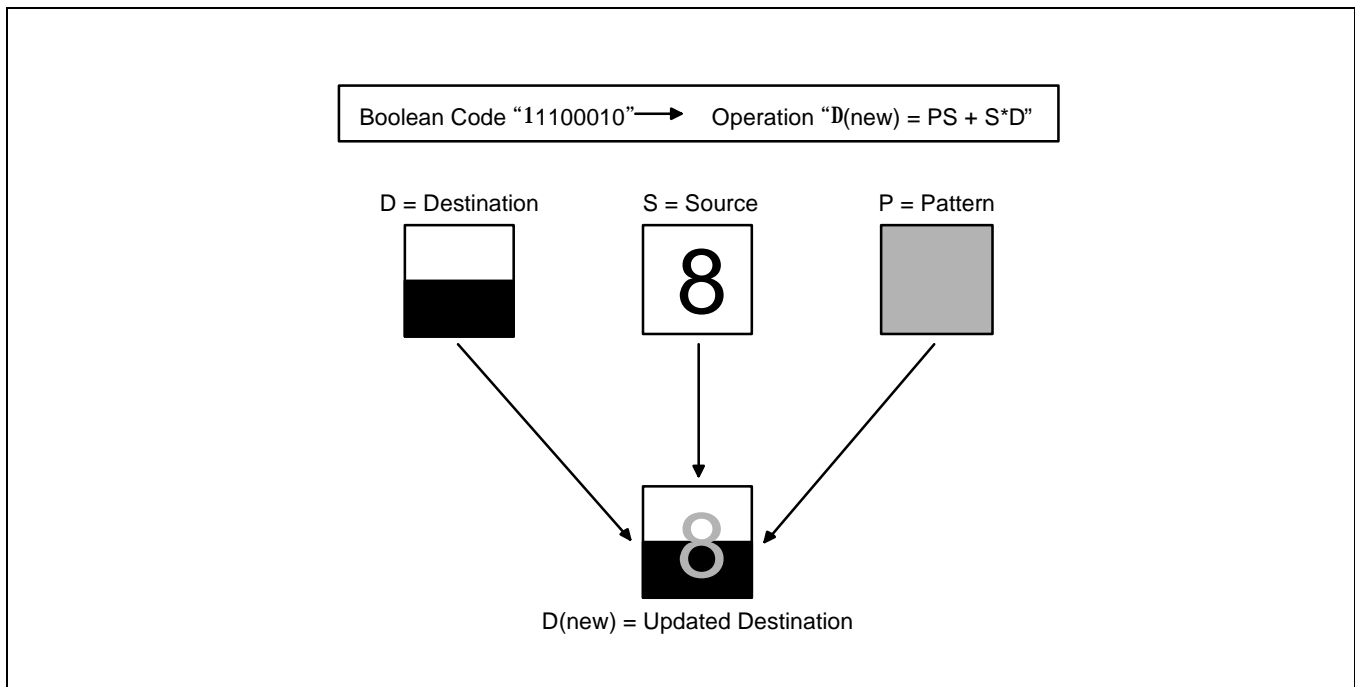 Boolean Code “11100010” Operation “D(new) = PS + S*D”
D = Destination S = Source P = Pattern
8
8
D(new) = Updated Destination